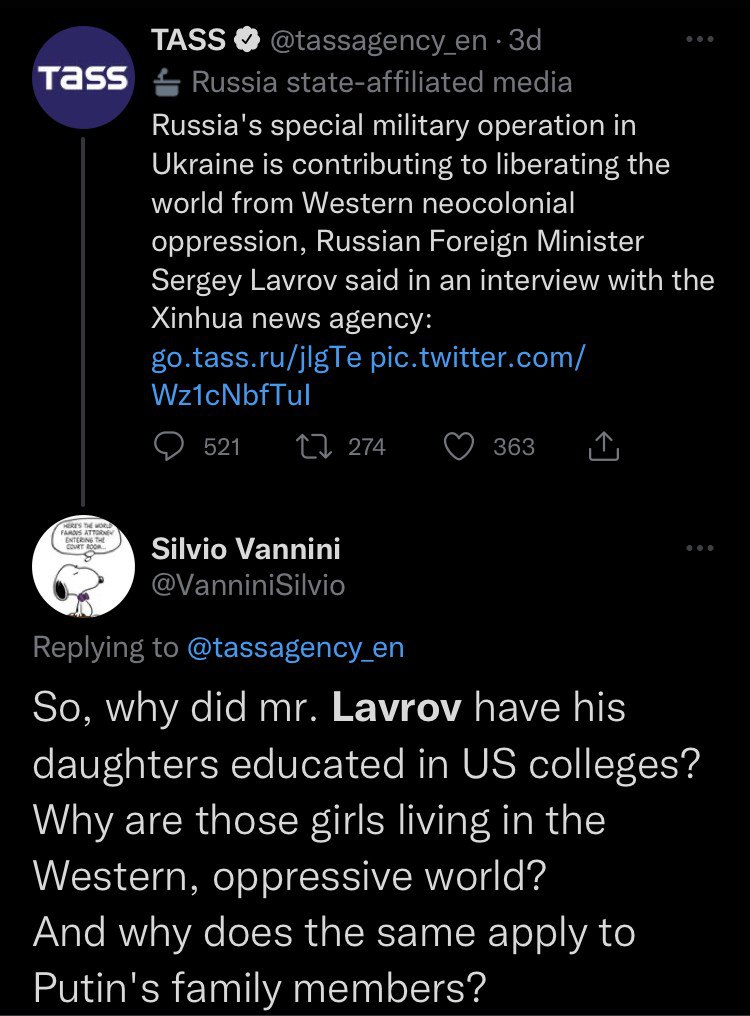 TASS @tassagency_en · 3d
Tass
Russia state-affiliated media
Russia's special military operation in
Ukraine is contributing to liberating the
world from Western neocolonial
oppression, Russian Foreign Minister
Sergey Lavrov said in an interview with the
Xinhua news agency:
go.tass.ru/jlgTe pic.twitter.com/
Wz1cNbfTuI
521 274 363
HERE'S THE WORLD
FAMOUS ATTORNEY
ENTERING THE
COURT ROOM...
Silvio Vannini
@VanniniSilvio
Replying to @tassagency_en
So, why did mr. Lavrov have his
daughters educated in US colleges?
Why are those girls living in the
Western, oppressive world?
And why does the same apply to
Putin's family members?